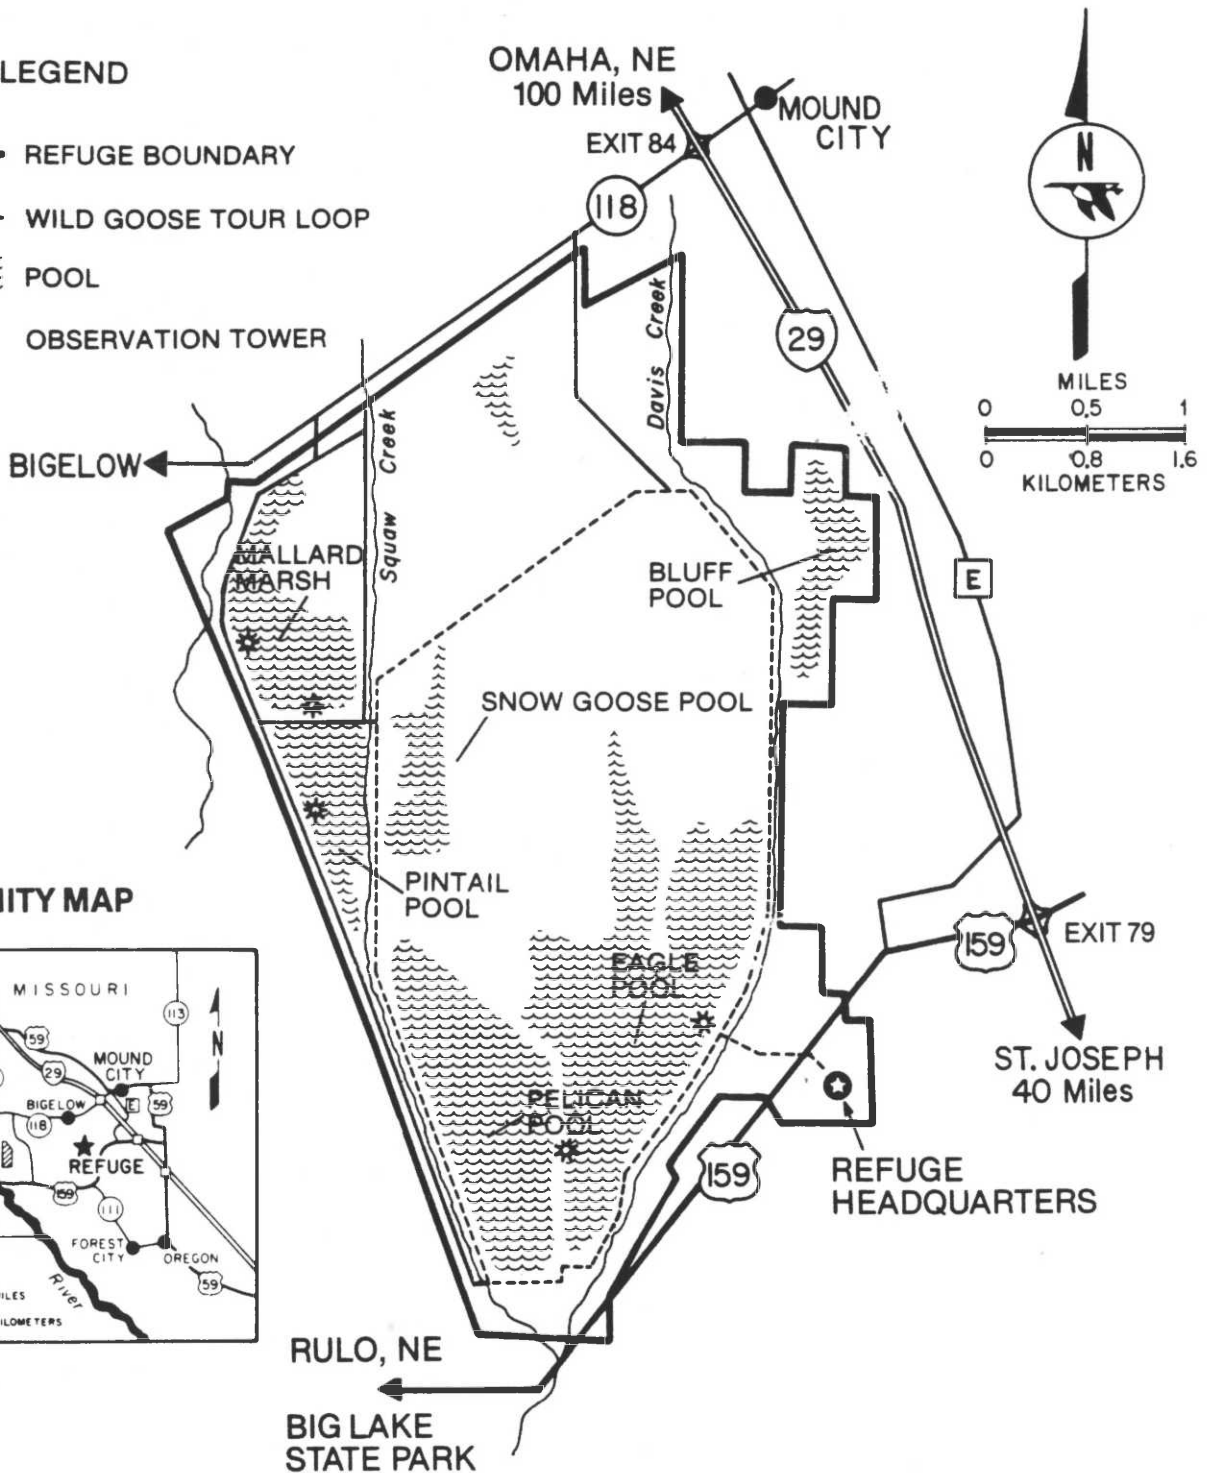 LEGEND
REFUGE BOUNDARY
WILD GOOSE TOUR LOOP
POOL
OBSERVATION TOWER
OMAHA, NE
100 Miles
MOUND
CITY
EXIT 84
118
N
29
MILES
0 0.5 1
0 0.8 1.6
KILOMETERS
BIGELOW
Squaw Creek
Davis Creek
MALLARD
MARSH
BLUFF
POOL
E
SNOW GOOSE POOL
PINTAIL
POOL
EAGLE
POOL
159
EXIT 79
ST. JOSEPH
40 Miles
PELICAN
POOL
159
REFUGE
HEADQUARTERS
RULO, NE
BIG LAKE
STATE PARK
MAP
MISSOURI
113
N
59
MOUND
CITY
29
BIGELOW
E
59
118
REFUGE
159
111
FOREST
CITY
OREGON
59
River